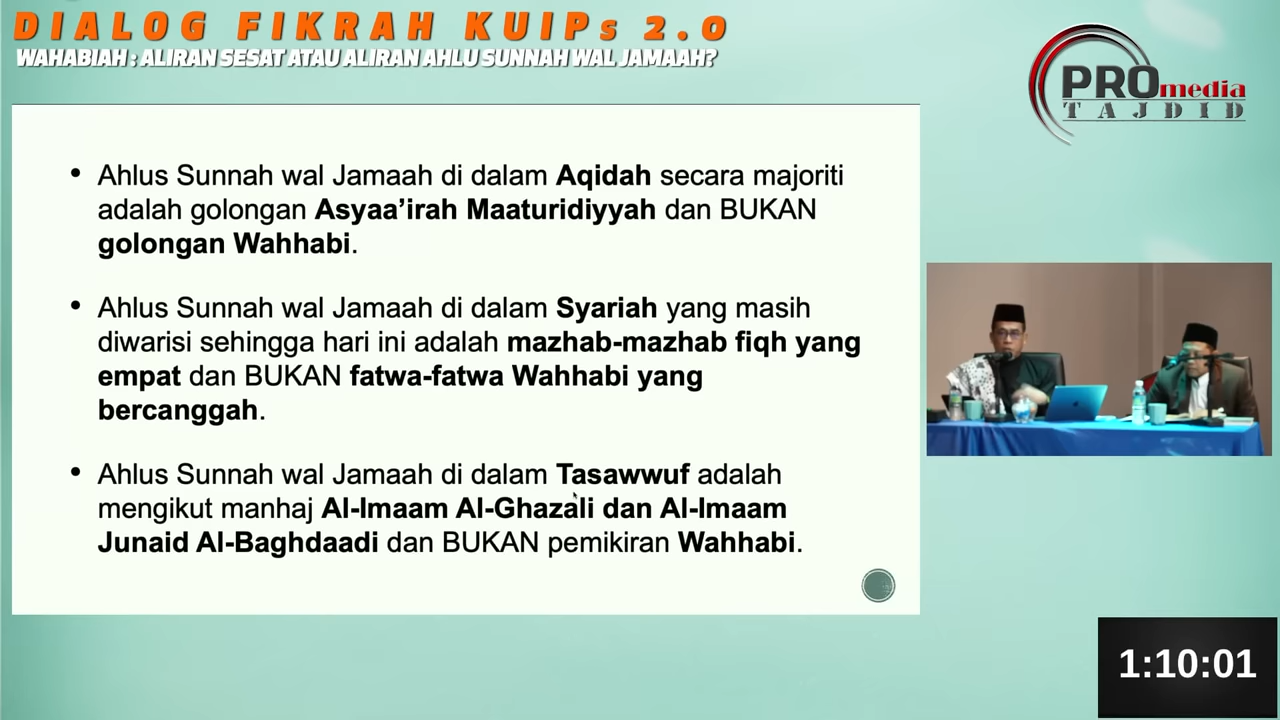 DIALOG FIKRAH KUIPs 2.0
WAHABIAH : ALIRAN SESAT ATAU ALIRAN AHLU SUNNAH WAL JAMAAH?
PROmedia
TAJDID
• Ahlus Sunnah wal Jamaah di dalam Aqidah secara majoriti
adalah golongan Asyaa’irah Maaturidiyyah dan BUKAN
golongan Wahhabi.
• Ahlus Sunnah wal Jamaah di dalam Syariah yang masih
diwarisi sehingga hari ini adalah mazhab-mazhab fiqh yang
empat dan BUKAN fatwa-fatwa Wahhabi yang
bercanggah.
• Ahlus Sunnah wal Jamaah di dalam Tasawwuf adalah
mengikut manhaj Al-Imaam Al-Ghazali dan Al-Imaam
Junaid Al-Baghdaadi dan BUKAN pemikiran Wahhabi.
1:10:01